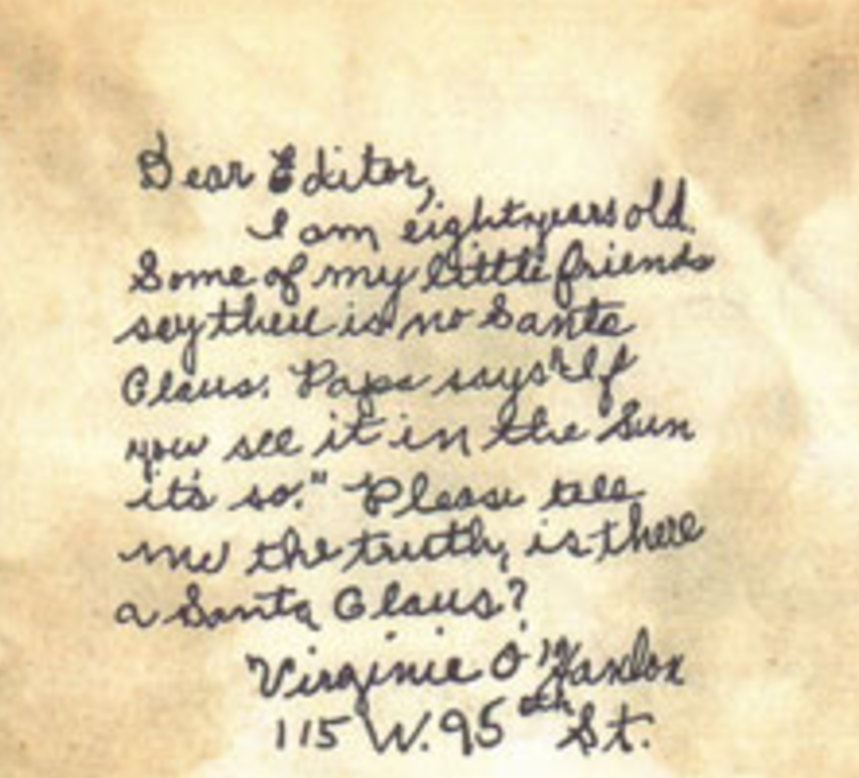 Dear Editor,
I am eight years old.
Some of my little friends
say there is no Santa
Claus. Papa says "If
you see it in the Sun
it's so." Please tell
me the truth, is there
a Santa Claus?
Virginia O'Hanlon
115 W. 95th St.